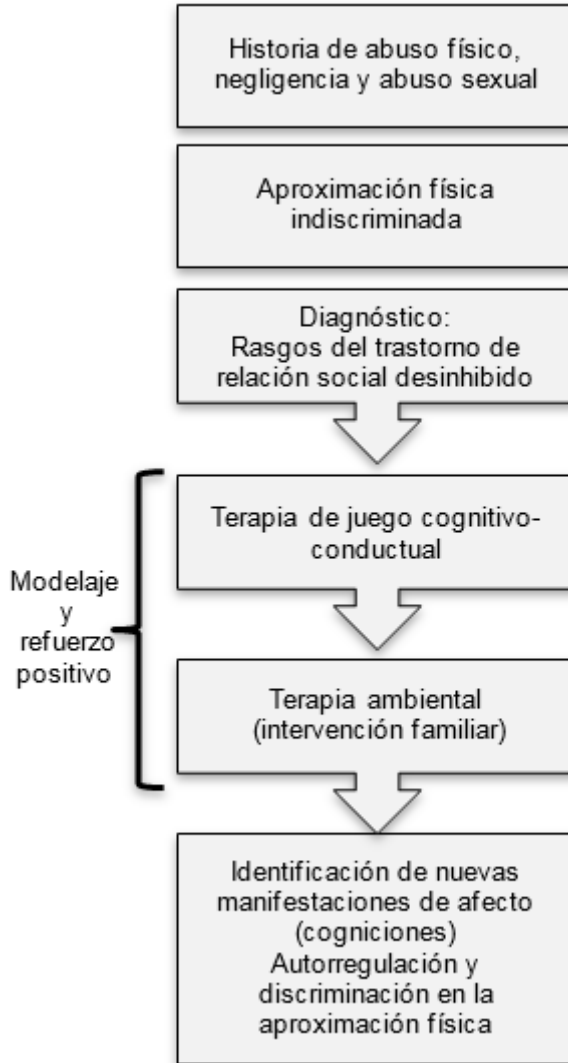 Historia de abuso físico,
negligencia y abuso sexual
Aproximación física
indiscriminada
Diagnóstico:
Rasgos del trastorno de
relación social desinhibido
Terapia de juego cognitivo-
conductual
Modelaje
y
refuerzo
positivo
Terapia ambiental
(intervención familiar)
Identificación de nuevas
manifestaciones de afecto
(cogniciones)
Autorregulación y
discriminación en la
aproximación física